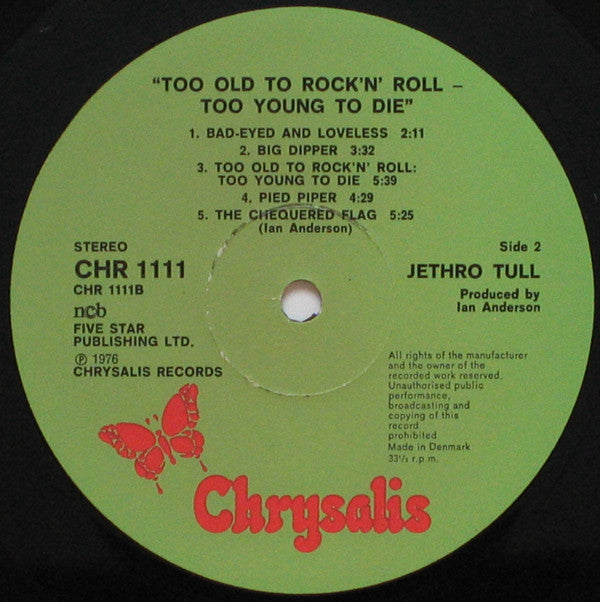 “TOO OLD TO ROCK’N’ ROLL –
TOO YOUNG TO DIE”
1. BAD-EYED AND LOVELESS 2:11
2. BIG DIPPER 3:32
3. TOO OLD TO ROCK’N’ ROLL:
TOO YOUNG TO DIE 5:39
4. PIED PIPER 4:29
5. THE CHEQUERED FLAG 5:25
(Ian Anderson)
STEREO
CHR 1111
CHR 1111B
ncb
FIVE STAR
PUBLISHING LTD.
Ⓟ 1976
CHRYSALIS RECORDS
Side 2
JETHRO TULL
Produced by
Ian Anderson
All rights of the manufacturer
and the owner of the
recorded work reserved.
Unauthorised public
performance,
broadcasting and
copying of this
record
prohibited
Made in Denmark
33⅓ r.p.m.
Chrysalis